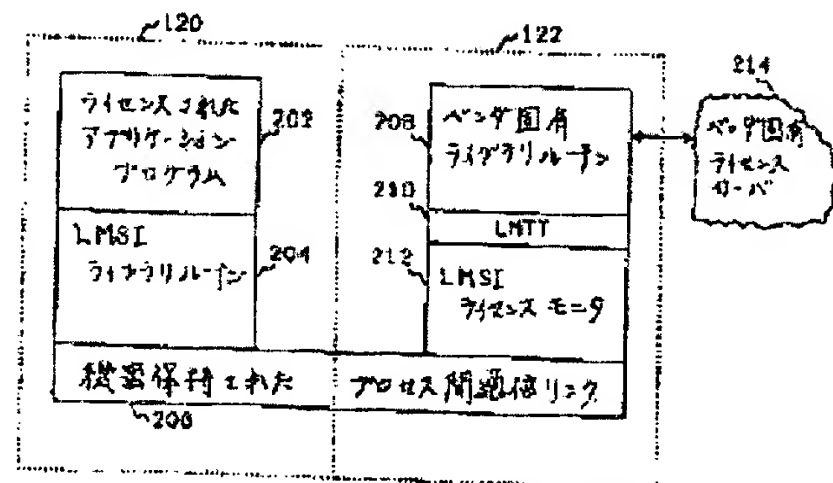 120
122
214
ライセンスされた
アプリケーション
プログラム
202
208
ベンダ固有
ライブラリルーチン
ベンダ固有
ライセンス
サーバ
210
LMTT
LMSI
ライブラリルーチン
204
212
LMSI
ライセンス モニタ
機密保持された プロセス間通信リンク
206